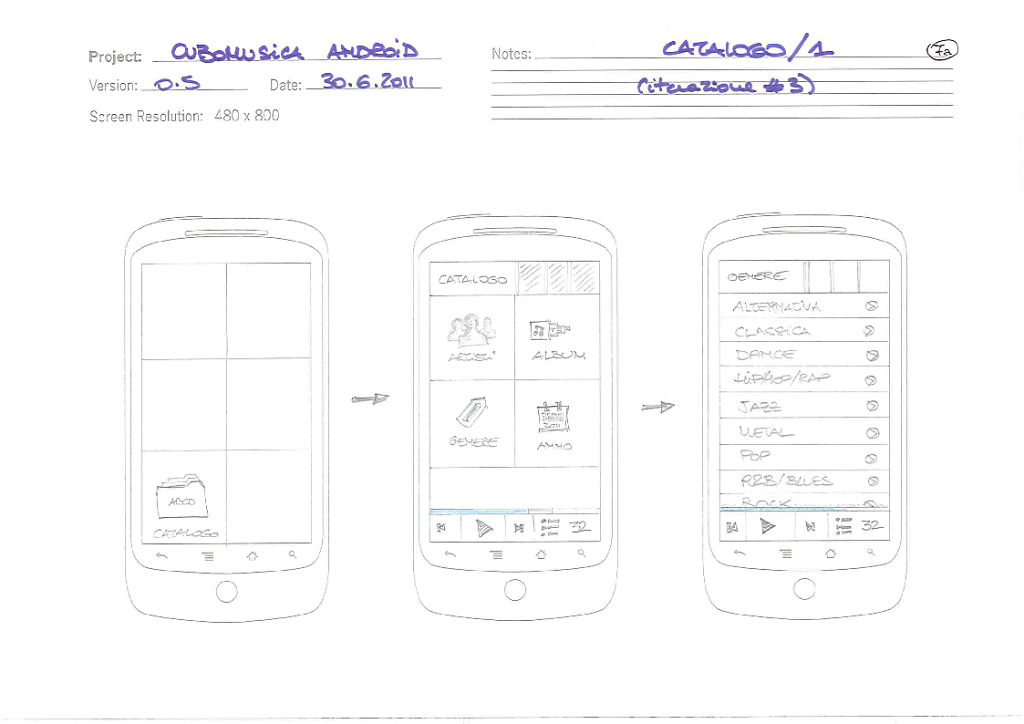 Project: CUBOMUSICA ANDROID
Version: 0.5 Date: 30.6.2011
Screen Resolution: 480 x 800
Notes: CATALOGO/1
(iterazione #3)
7a
ABCD
CATALOGO
CATALOGO
ARTISTI
ALBUM
GENERE
2011
ANNO
32
GENERE
ALTERNATIVA
CLASSICA
DANCE
HIPHOP/RAP
JAZZ
METAL
POP
R&B/BLUES
ROCK
32